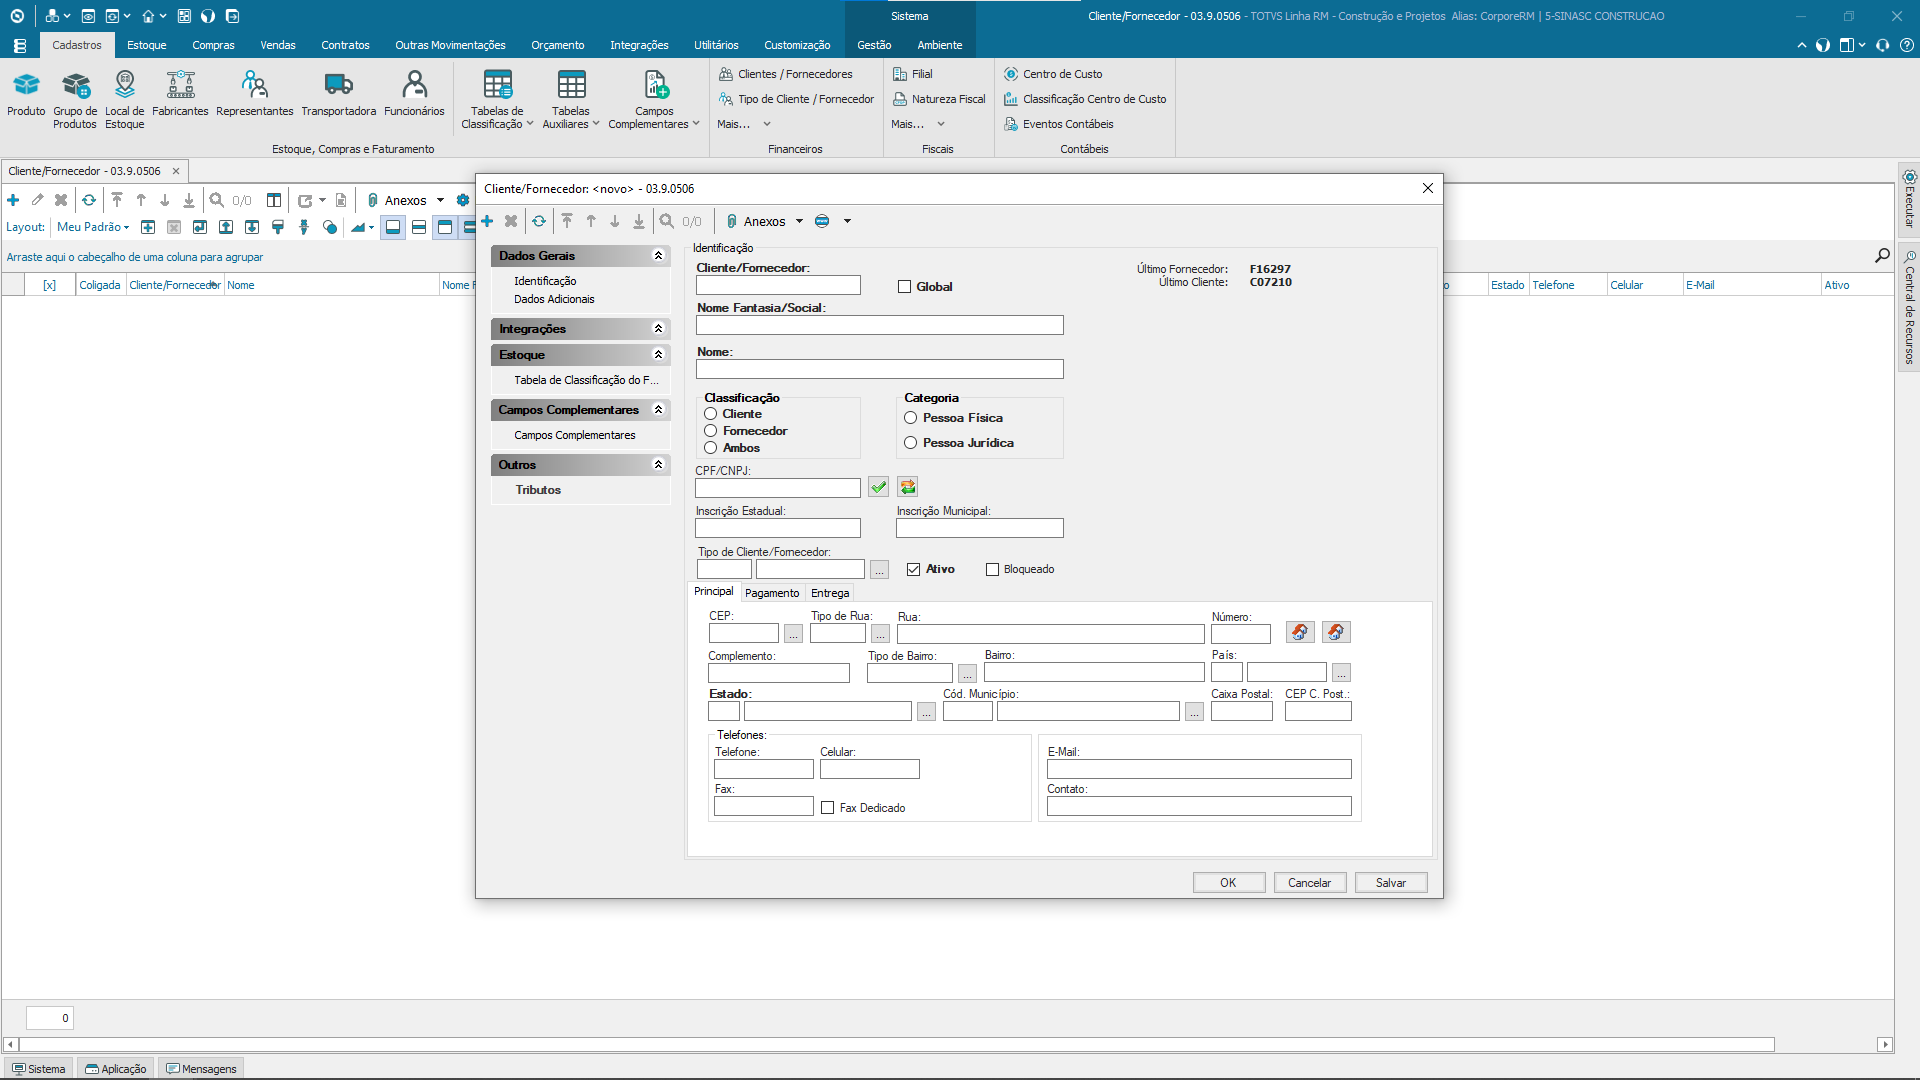 Sistema
Cliente/Fornecedor - 03.9.0506 - TOTVS Linha RM - Construção e Projetos Alias: CorporeRM | 5-SINASC CONSTRUCAO
Cadastros Estoque Compras Vendas Contratos Outras Movimentações Orçamento Integrações Utilitários Customização Gestão Ambiente
Produto
Grupo de Produtos
Local de Estoque
Fabricantes
Representantes
Transportadora
Funcionários
Tabelas de Classificação
Tabelas Auxiliares
Campos Complementares
Estoque, Compras e Faturamento
Clientes / Fornecedores
Tipo de Cliente / Fornecedor
Mais...
Financeiros
Filial
Natureza Fiscal
Mais...
Fiscais
Centro de Custo
Classificação Centro de Custo
Eventos Contábeis
Contábeis
Cliente/Fornecedor - 03.9.0506
0/0 Anexos
Layout: Meu Padrão
Arraste aqui o cabeçalho de uma coluna para agrupar
[x] Coligada Cliente/Fornecedor Nome Nome F
o Estado Telefone Celular E-Mail Ativo
Executar
Central de Recursos
Cliente/Fornecedor: <novo> - 03.9.0506
0/0 Anexos
Dados Gerais
Identificação
Dados Adicionais
Integrações
Estoque
Tabela de Classificação do F...
Campos Complementares
Campos Complementares
Outros
Tributos
Identificação
Cliente/Fornecedor:
Global
Último Fornecedor: F16297
Último Cliente: C07210
Nome Fantasia/Social:
Nome:
Classificação
Cliente
Fornecedor
Ambos
Categoria
Pessoa Física
Pessoa Jurídica
CPF/CNPJ:
Inscrição Estadual: Inscrição Municipal:
Tipo de Cliente/Fornecedor:
... Ativo Bloqueado
Principal Pagamento Entrega
CEP: Tipo de Rua: Rua: Número:
... ...
Complemento: Tipo de Bairro: Bairro: País:
... ...
Estado: Cód. Município: Caixa Postal: CEP C. Post.:
... ...
Telefones:
Telefone: Celular:
Fax:
Fax Dedicado
E-Mail:
Contato:
OK Cancelar Salvar
0
Sistema Aplicação Mensagens